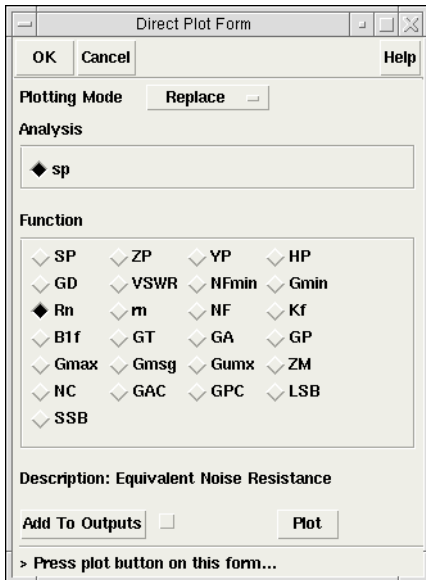 Direct Plot Form
OK Cancel Help
Plotting Mode Replace
Analysis
sp
Function
SP ZP YP HP
GD VSWR NFmin Gmin
Rn rn NF Kf
B1f GT GA GP
Gmax Gmsg Gumx ZM
NC GAC GPC LSB
SSB
Description: Equivalent Noise Resistance
Add To Outputs Plot
> Press plot button on this form...